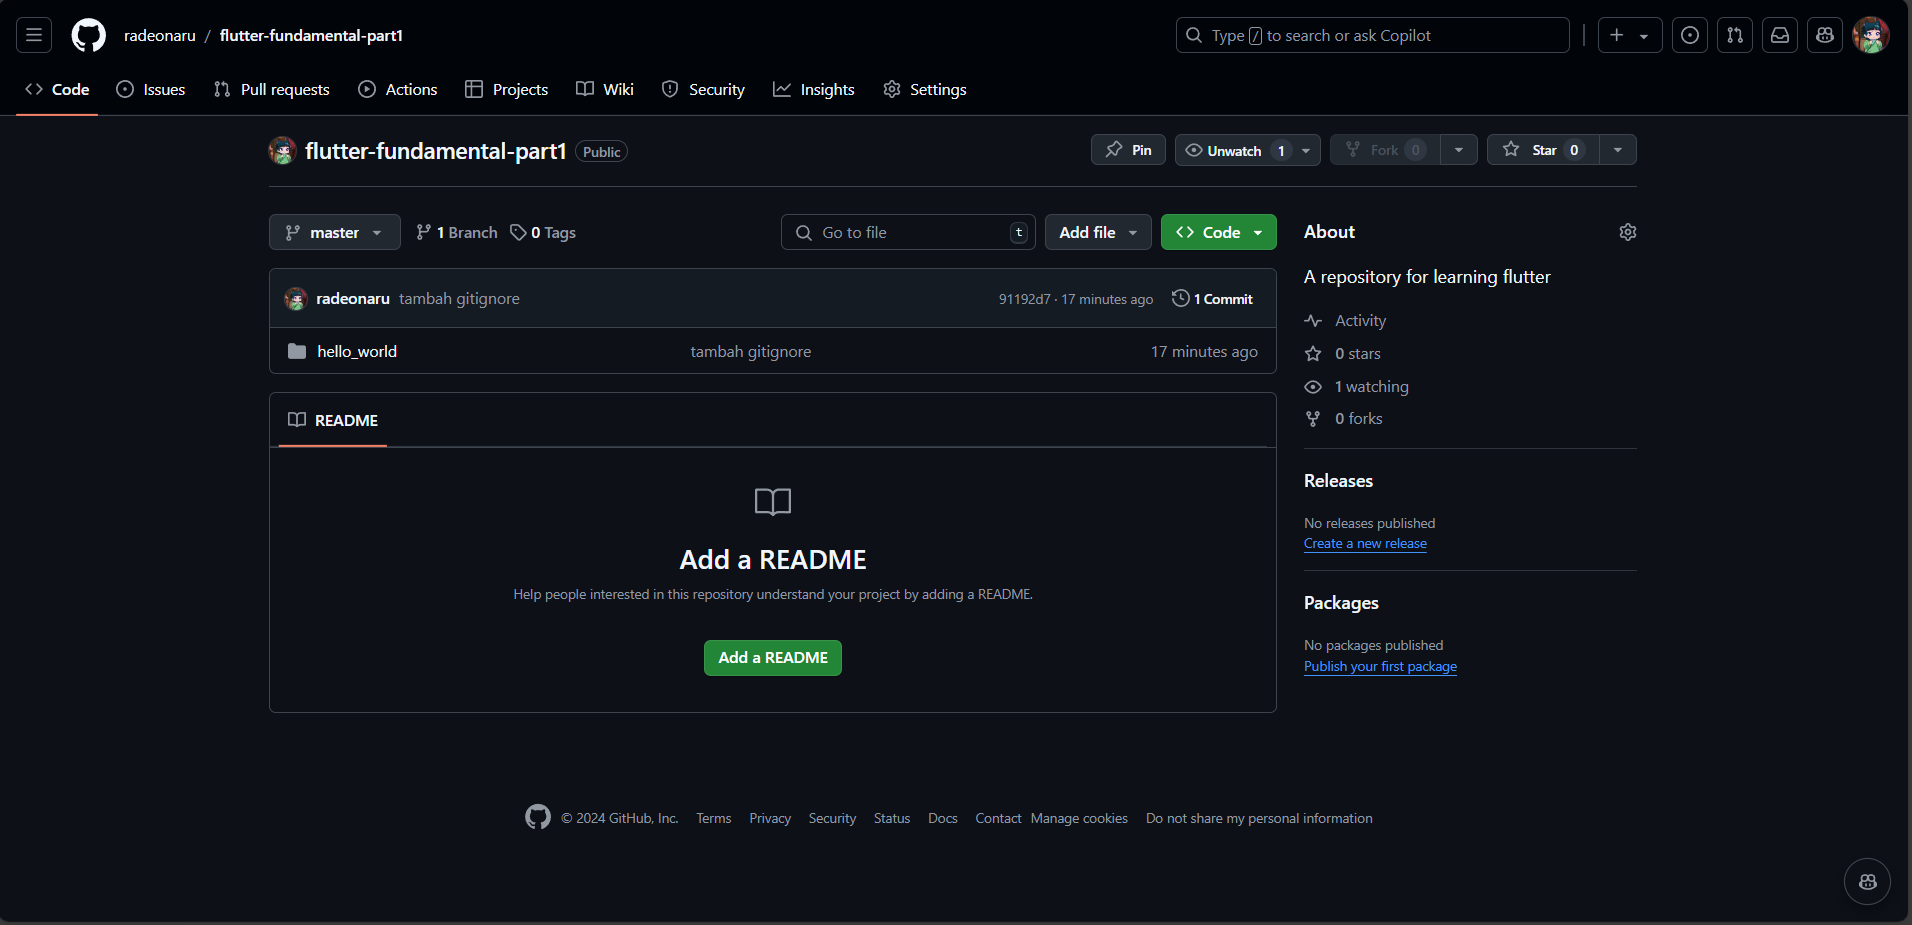 radeonaru / flutter-fundamental-part1
Type / to search or ask Copilot
Code Issues Pull requests Actions Projects Wiki Security Insights Settings
flutter-fundamental-part1 Public
Pin Unwatch 1 Fork 0 Star 0
master 1 Branch 0 Tags
Go to file t Add file Code
radeonaru tambah gitignore 91192d7 · 17 minutes ago 1 Commit
hello_world tambah gitignore 17 minutes ago
README
Add a README
Help people interested in this repository understand your project by adding a README.
Add a README
About
A repository for learning flutter
Activity
0 stars
1 watching
0 forks
Releases
No releases published
Create a new release
Packages
No packages published
Publish your first package
© 2024 GitHub, Inc. Terms Privacy Security Status Docs Contact Manage cookies Do not share my personal information